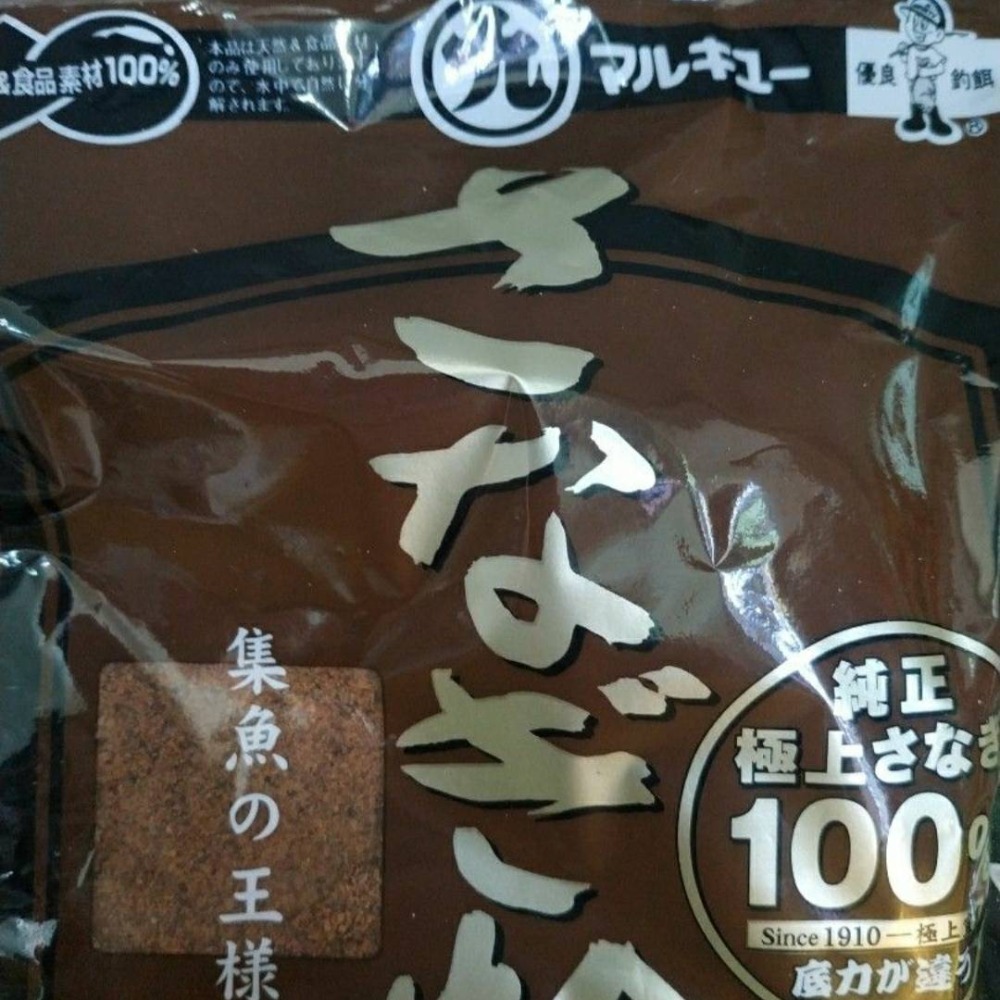 &食品素材100%
本品は天然&食品
のみ使用しており
ので、水中で自然
解されます。
マルキュー
優良
釣餌
さなぎ
集魚の王様
純正
極上さなぎ
100
Since 1910
極上
底力が違